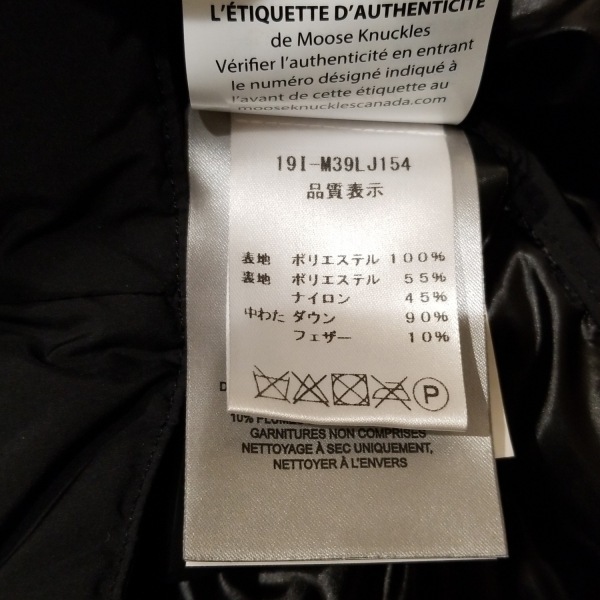 L'ÉTIQUETTE D'AUTHENTICITÉ
de Moose Knuckles
Vérifier l'authenticité en entrant
le numéro désigné indiqué à
l'avant de cette étiquette au
mooseknucklescanada.com
19I-M39LJ154
品質表示
表地 ポリエステル 100%
裏地 ポリエステル 55%
ナイロン 45%
中わた ダウン 90%
フェザー 10%
P
GARNITURES NON COMPRISES
NETTOYAGE À SEC UNIQUEMENT,
NETTOYER À L'ENVERS